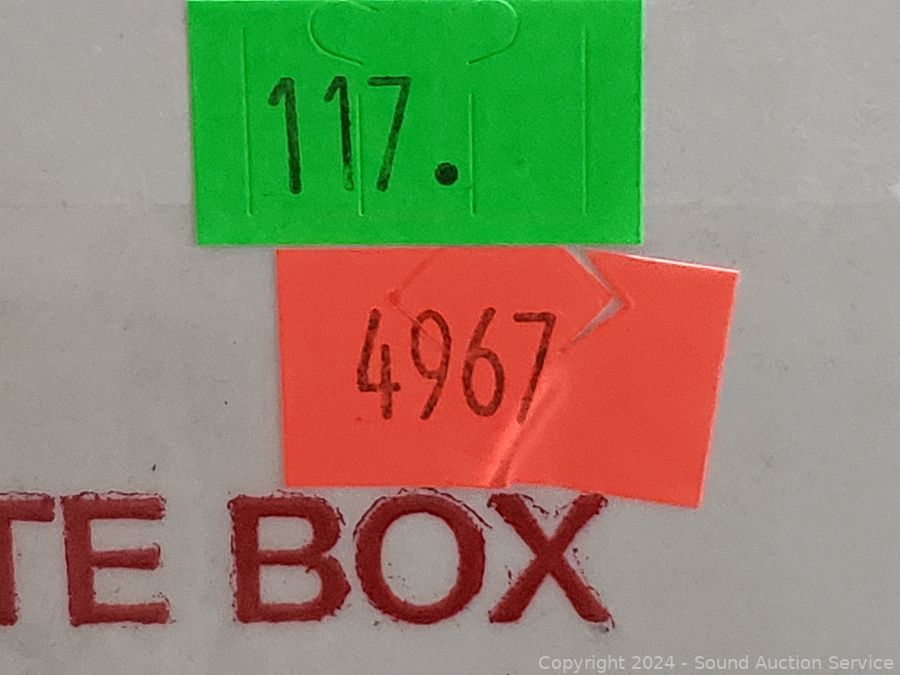 117.
4967
TE BOX
Copyright 2024 - Sound Auction Service